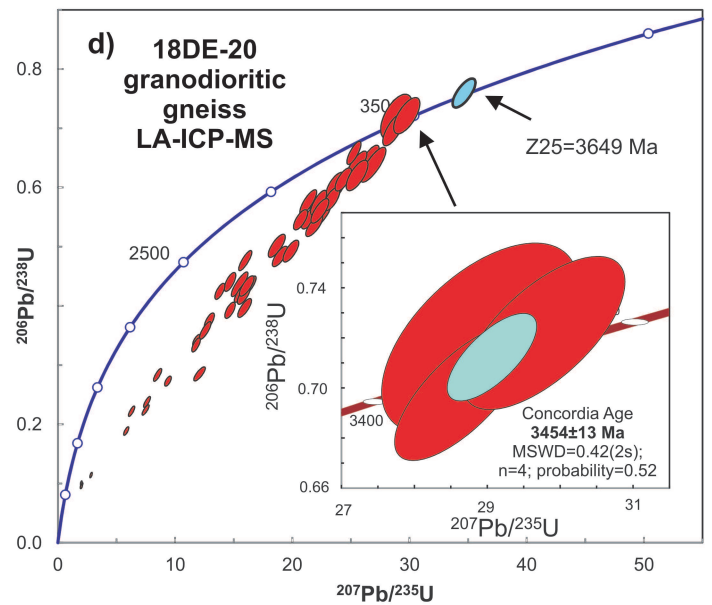 d)
18DE-20
granodioritic
gneiss
LA-ICP-MS
350
Z25=3649 Ma
2500
206Pb/238U
0.8
0.6
0.4
0.2
0.0
0
10
20
30
40
50
207Pb/235U
0.74
0.70
0.66
206Pb/238U
3400
Concordia Age
3454±13 Ma
MSWD=0.42(2s);
n=4; probability=0.52
27
29
31
207Pb/235U